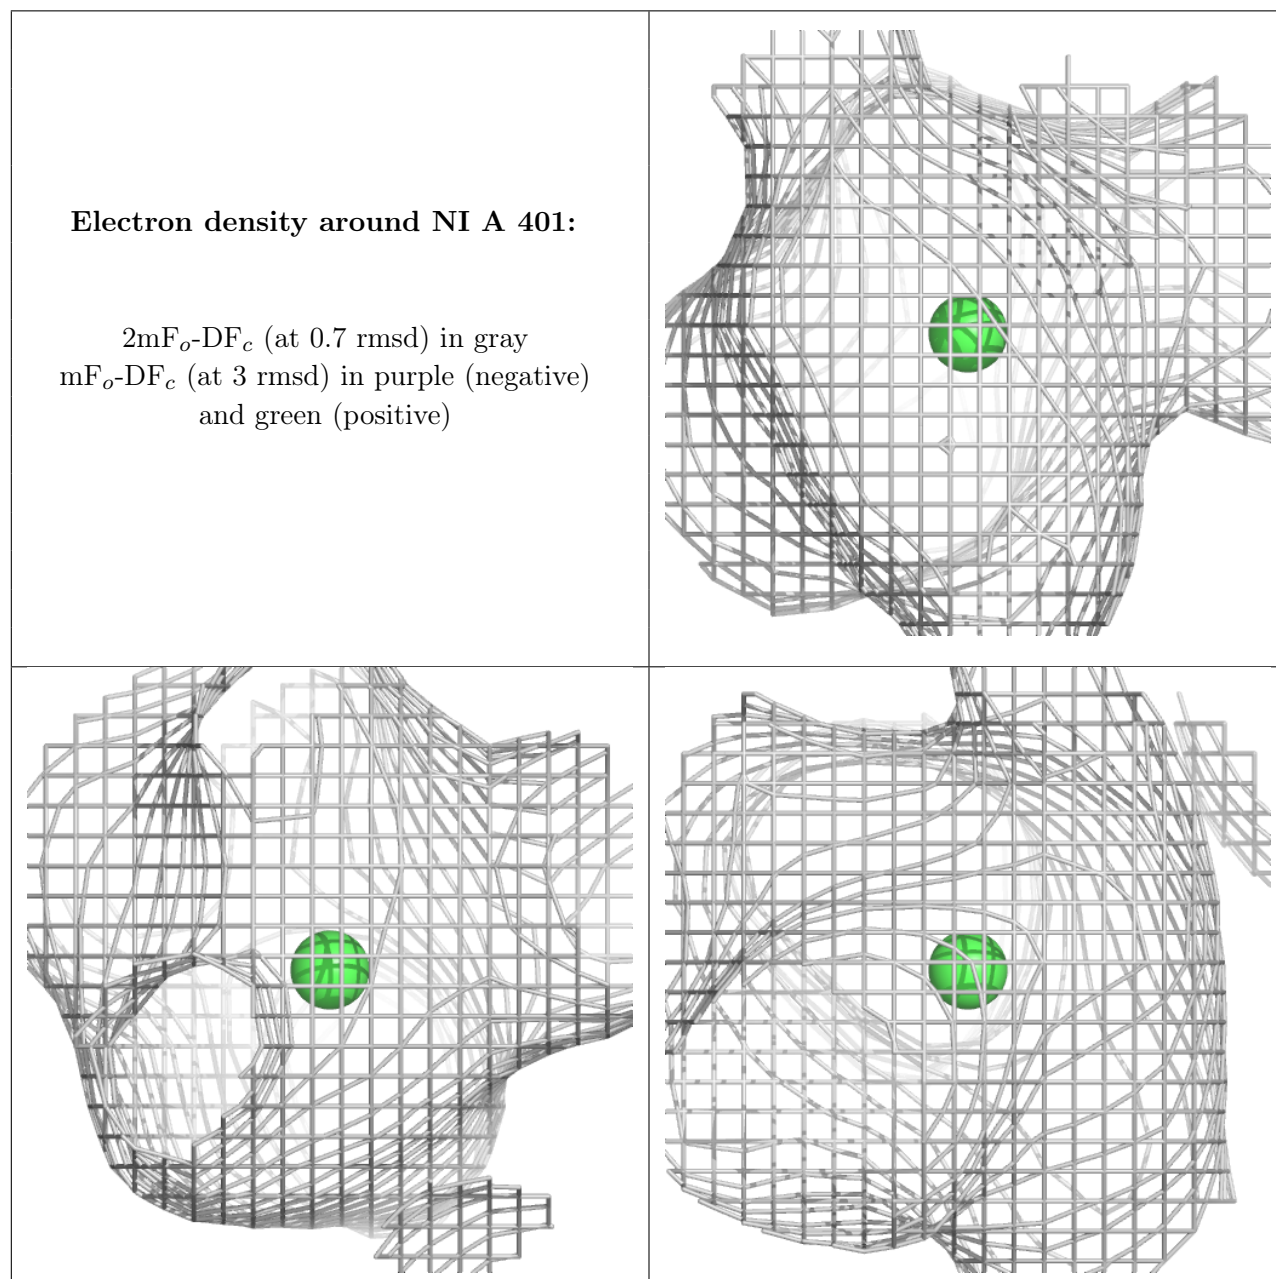 Electron density around NI A 401:
2mFo-DFc (at 0.7 rmsd) in gray
mFo-DFc (at 3 rmsd) in purple (negative)
and green (positive)